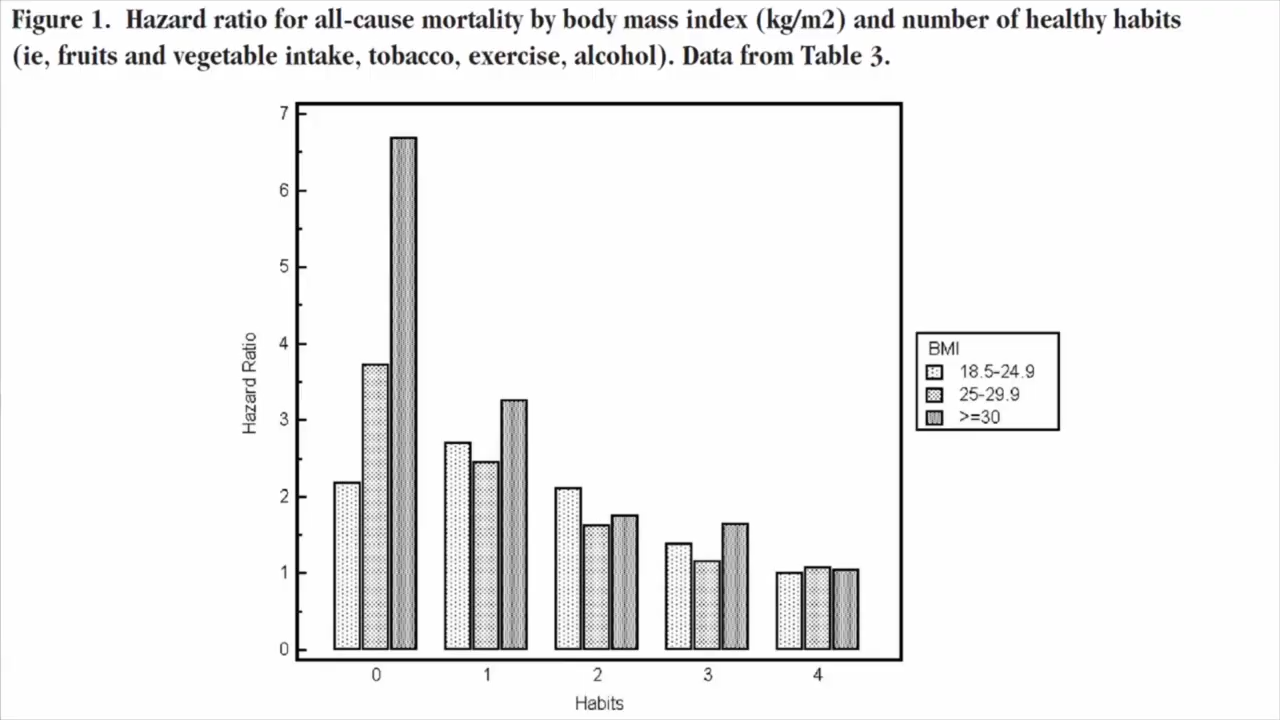 Figure 1. Hazard ratio for all-cause mortality by body mass index (kg/m2) and number of healthy habits
(ie, fruits and vegetable intake, tobacco, exercise, alcohol). Data from Table 3.
7
6
5
4
3
2
1
0
Hazard Ratio
0 1 2 3 4
Habits
BMI
18.5-24.9
25-29.9
>=30